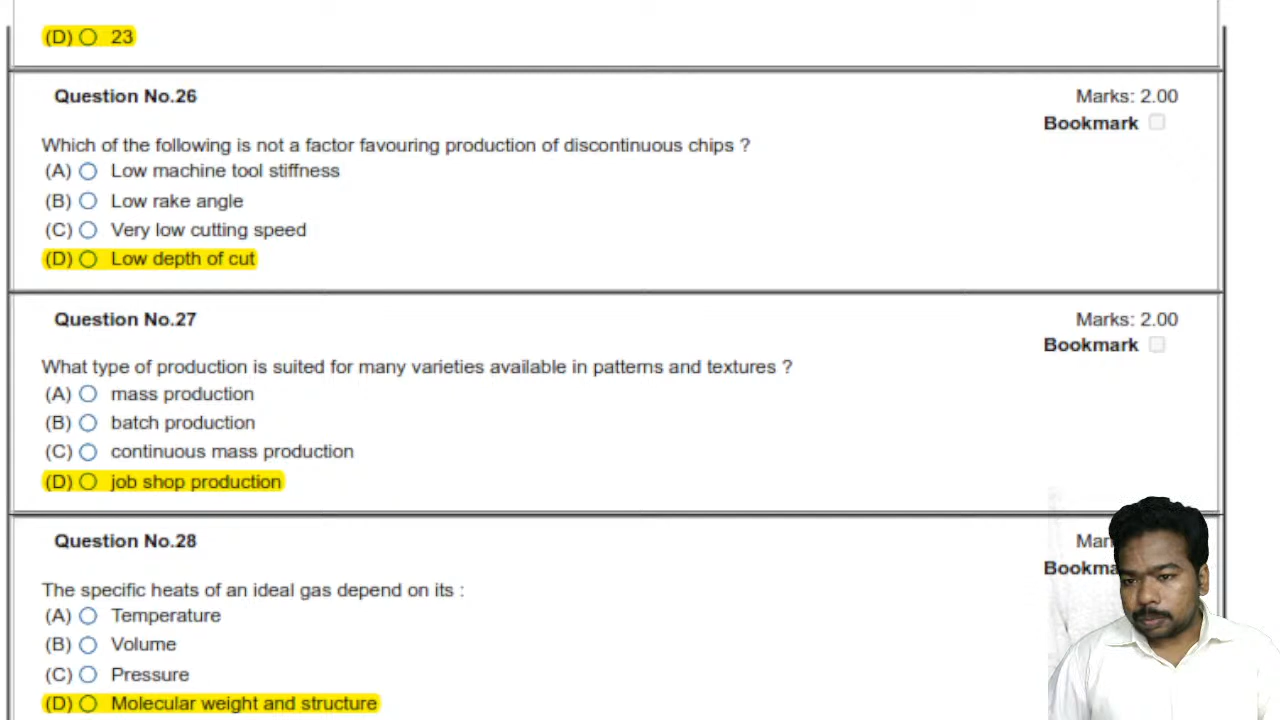 (D) 23
Question No.26
Marks: 2.00
Bookmark
Which of the following is not a factor favouring production of discontinuous chips ?
(A) Low machine tool stiffness
(B) Low rake angle
(C) Very low cutting speed
(D) Low depth of cut
Question No.27
Marks: 2.00
Bookmark
What type of production is suited for many varieties available in patterns and textures ?
(A) mass production
(B) batch production
(C) continuous mass production
(D) job shop production
Question No.28
The specific heats of an ideal gas depend on its :
(A) Temperature
(B) Volume
(C) Pressure
(D) Molecular weight and structure